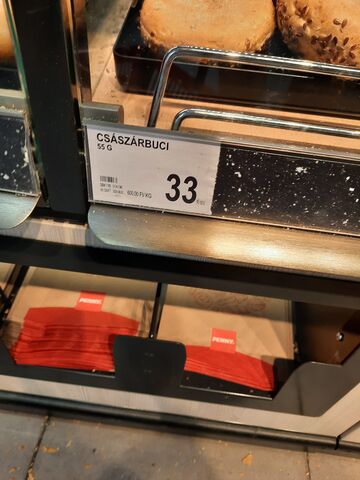 CSÁSZÁRBUCI
55 G
600,00 Ft/KG
33
PENNY.
PENNY.